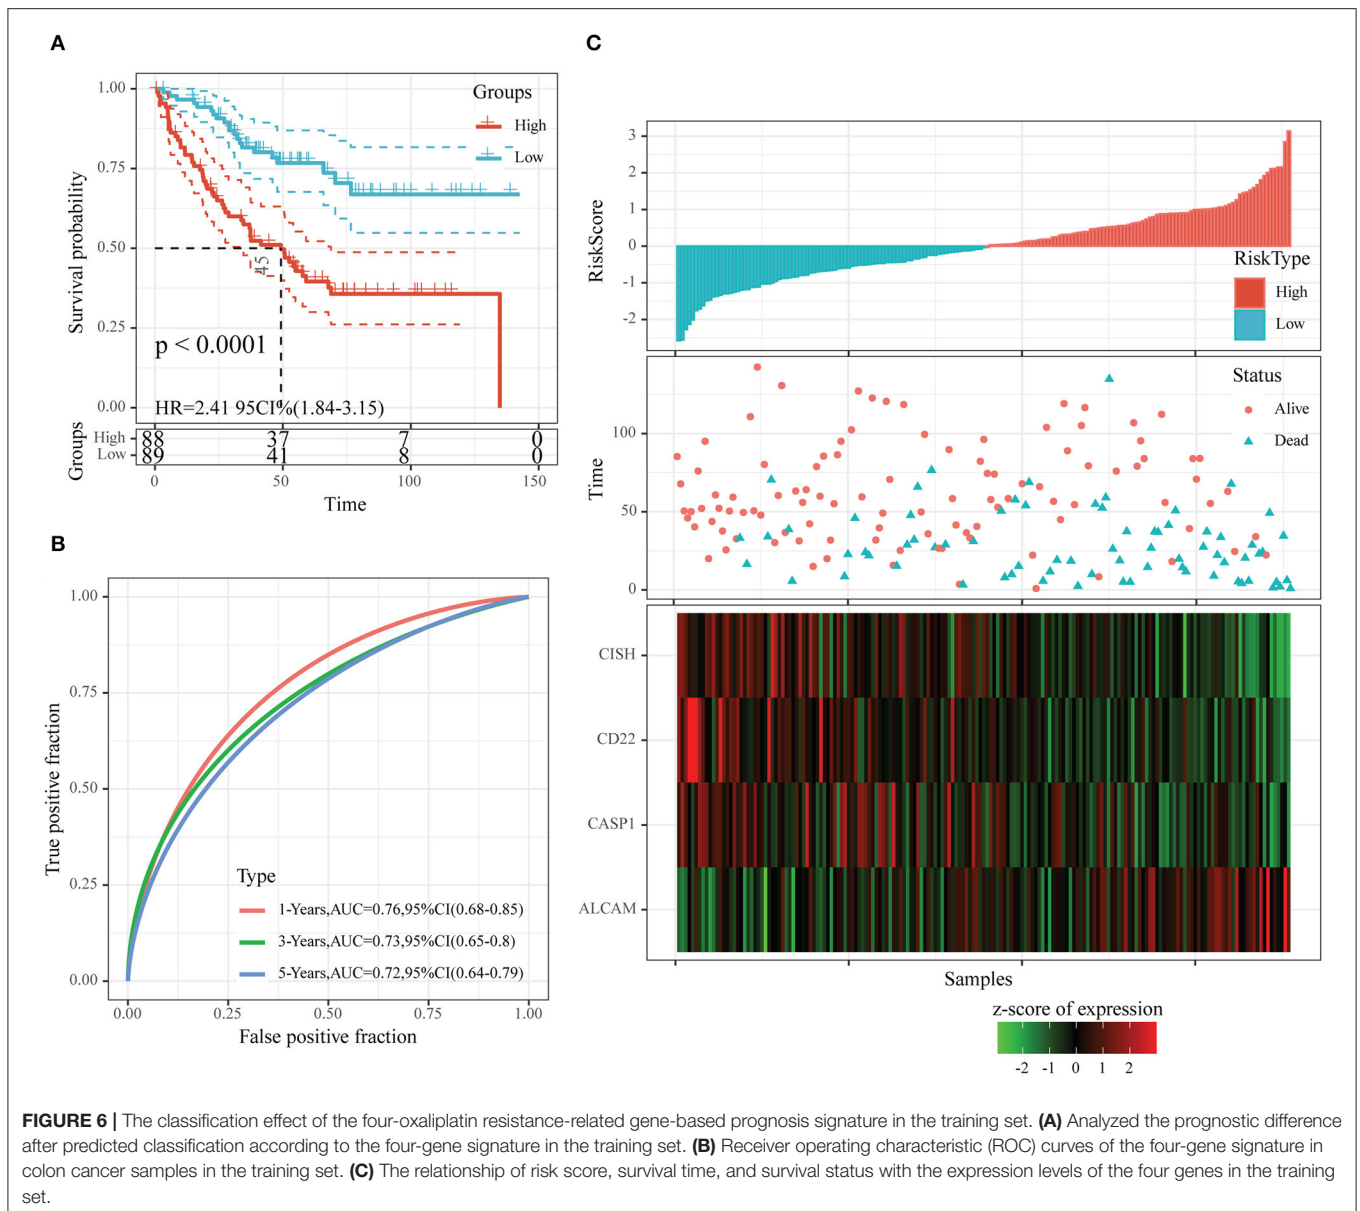 A
1.00
0.75
0.50
0.25
0.00
Survival probability
Groups
High
Low
45
p < 0.0001
HR=2.41 95CI%(1.84-3.15)
Groups
High 88 37 7 0
Low 89 41 8 0
0 50 100 150
Time
B
1.00
0.75
0.50
0.25
0.00
True positive fraction
Type
1-Years,AUC=0.76,95%CI(0.68-0.85)
3-Years,AUC=0.73,95%CI(0.65-0.8)
5-Years,AUC=0.72,95%CI(0.64-0.79)
0.00 0.25 0.50 0.75 1.00
False positive fraction
C
3
2
1
0
-1
-2
RiskScore
RiskType
High
Low
100
50
0
Time
Status
Alive
Dead
CISH
CD22
CASP1
ALCAM
Samples
z-score of expression
-2 -1 0 1 2
FIGURE 6 | The classification effect of the four-oxaliplatin resistance-related gene-based prognosis signature in the training set. (A) Analyzed the prognostic difference
after predicted classification according to the four-gene signature in the training set. (B) Receiver operating characteristic (ROC) curves of the four-gene signature in
colon cancer samples in the training set. (C) The relationship of risk score, survival time, and survival status with the expression levels of the four genes in the training
set.